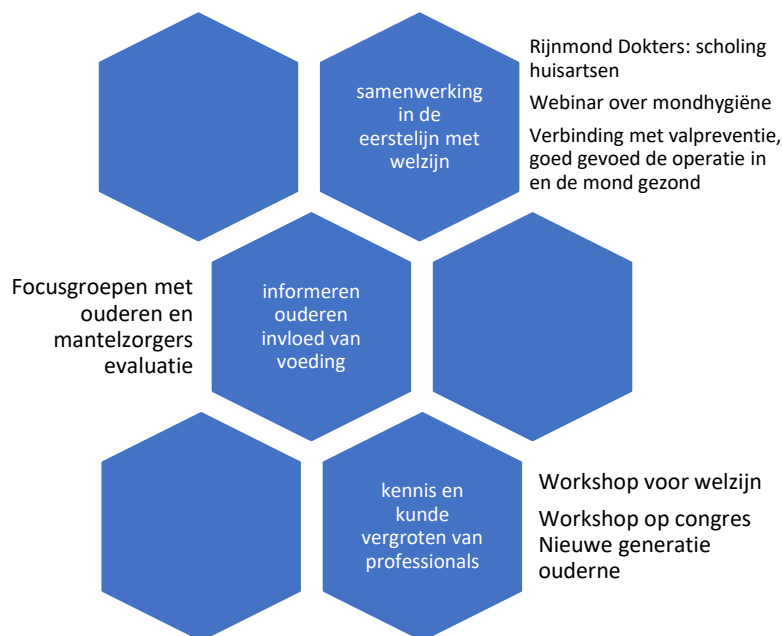 samenwerking
in de
eerstelijn met
welzijn
Rijnmond Dokters: scholing
huisartsen
Webinar over mondhygiëne
Verbinding met valpreventie,
goed gevoed de operatie in
en de mond gezond
Focusgroepen met
ouderen en
mantelzorgers
evaluatie
informeren
ouderen
invloed van
voeding
kennis en
kunde
vergroten van
professionals
Workshop voor welzijn
Workshop op congres
Nieuwe generatie
ouderne